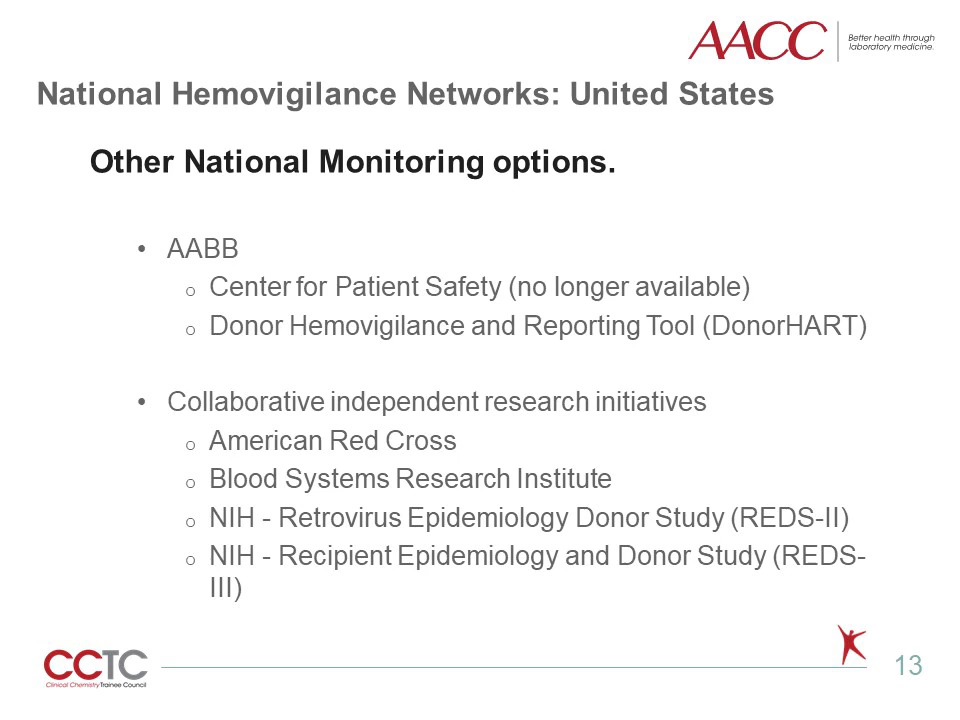 AACC
Better health through
laboratory medicine.
National Hemovigilance Networks: United States
Other National Monitoring options.
• AABB
o Center for Patient Safety (no longer available)
o Donor Hemovigilance and Reporting Tool (DonorHART)
• Collaborative independent research initiatives
o American Red Cross
o Blood Systems Research Institute
o NIH - Retrovirus Epidemiology Donor Study (REDS-II)
o NIH - Recipient Epidemiology and Donor Study (REDS-
III)
CCTC
Clinical Chemistry Trainee Council
13